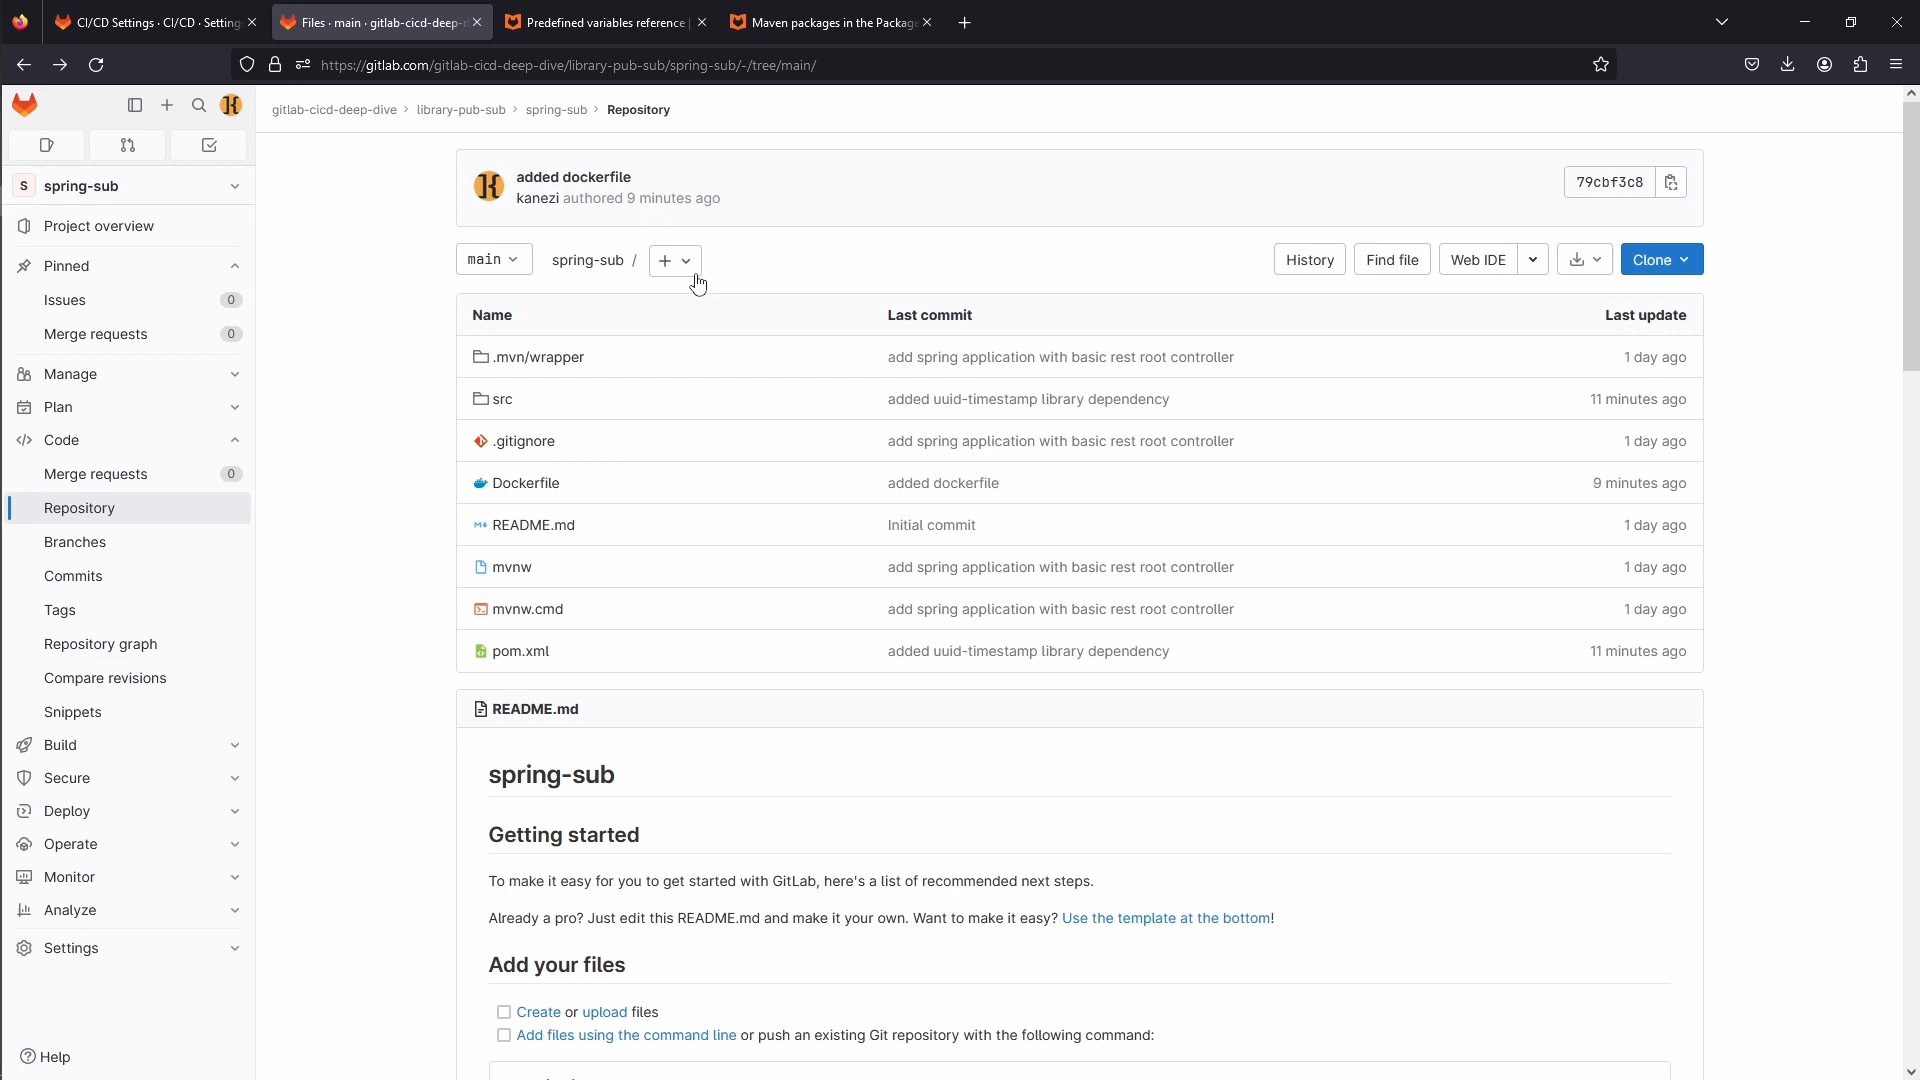 CI/CD Settings · CI/CD · Setting
Files · main · gitlab-cicd-deep-d
Predefined variables reference |
Maven packages in the Package
https://gitlab.com/gitlab-cicd-deep-dive/library-pub-sub/spring-sub/-/tree/main/
gitlab-cicd-deep-dive › library-pub-sub › spring-sub › Repository
S spring-sub
Project overview
Pinned
Issues 0
Merge requests 0
Manage
Plan
Code
Merge requests 0
Repository
Branches
Commits
Tags
Repository graph
Compare revisions
Snippets
Build
Secure
Deploy
Operate
Monitor
Analyze
Settings
Help
added dockerfile
kanezi authored 9 minutes ago
79cbf3c8
main spring-sub / +
History Find file Web IDE Clone
Name Last commit Last update
.mvn/wrapper add spring application with basic rest root controller 1 day ago
src added uuid-timestamp library dependency 11 minutes ago
.gitignore add spring application with basic rest root controller 1 day ago
Dockerfile added dockerfile 9 minutes ago
README.md Initial commit 1 day ago
mvnw add spring application with basic rest root controller 1 day ago
mvnw.cmd add spring application with basic rest root controller 1 day ago
pom.xml added uuid-timestamp library dependency 11 minutes ago
README.md
spring-sub
Getting started
To make it easy for you to get started with GitLab, here's a list of recommended next steps.
Already a pro? Just edit this README.md and make it your own. Want to make it easy? Use the template at the bottom!
Add your files
Create or upload files
Add files using the command line or push an existing Git repository with the following command: